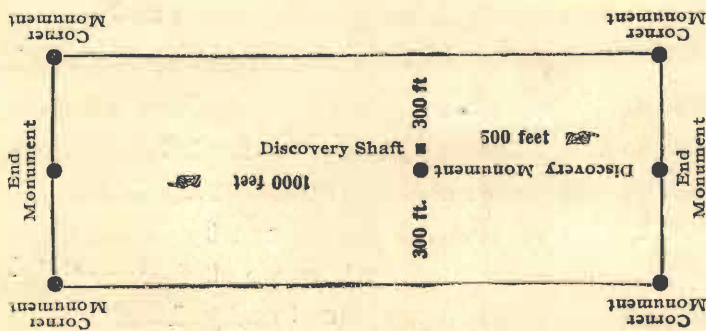 Corner
Monument
Corner
Monument
300 ft
Discovery Shaft
500 feet
End
Monument
1000 feet
Discovery Monument
End
Monument
300 ft.
Corner
Monument
Corner
Monument